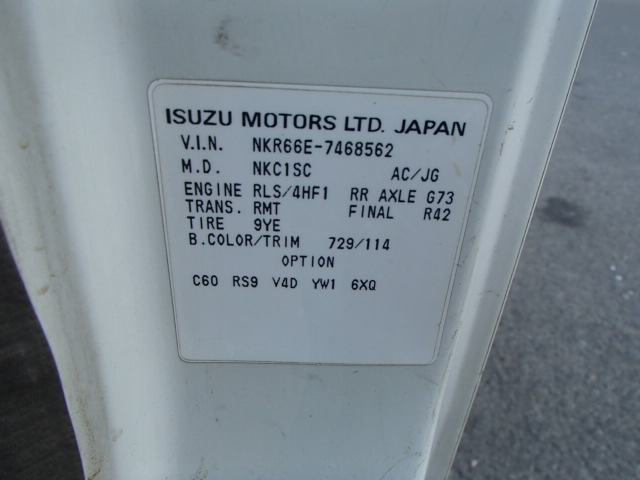 ISUZU MOTORS LTD. JAPAN
V.I.N. NKR66E-7468562
M.D. NKC1SC AC/JG
ENGINE RLS/4HF1 RR AXLE G73
TRANS. RMT FINAL R42
TIRE 9YE
B.COLOR/TRIM 729/114
OPTION
C60 RS9 V4D YW1 6XQ